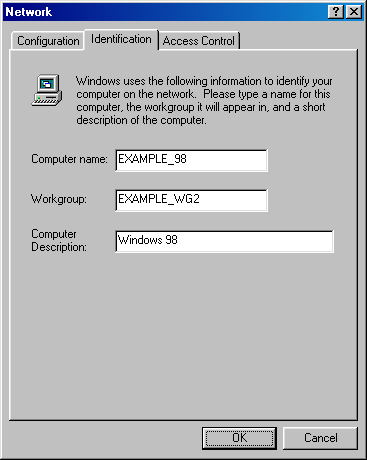 Network
Configuration Identification Access Control
Windows uses the following information to identify your
computer on the network. Please type a name for this
computer, the workgroup it will appear in, and a short
description of the computer.
Computer name: EXAMPLE_98
Workgroup: EXAMPLE_WG2
Computer
Description: Windows 98
OK Cancel